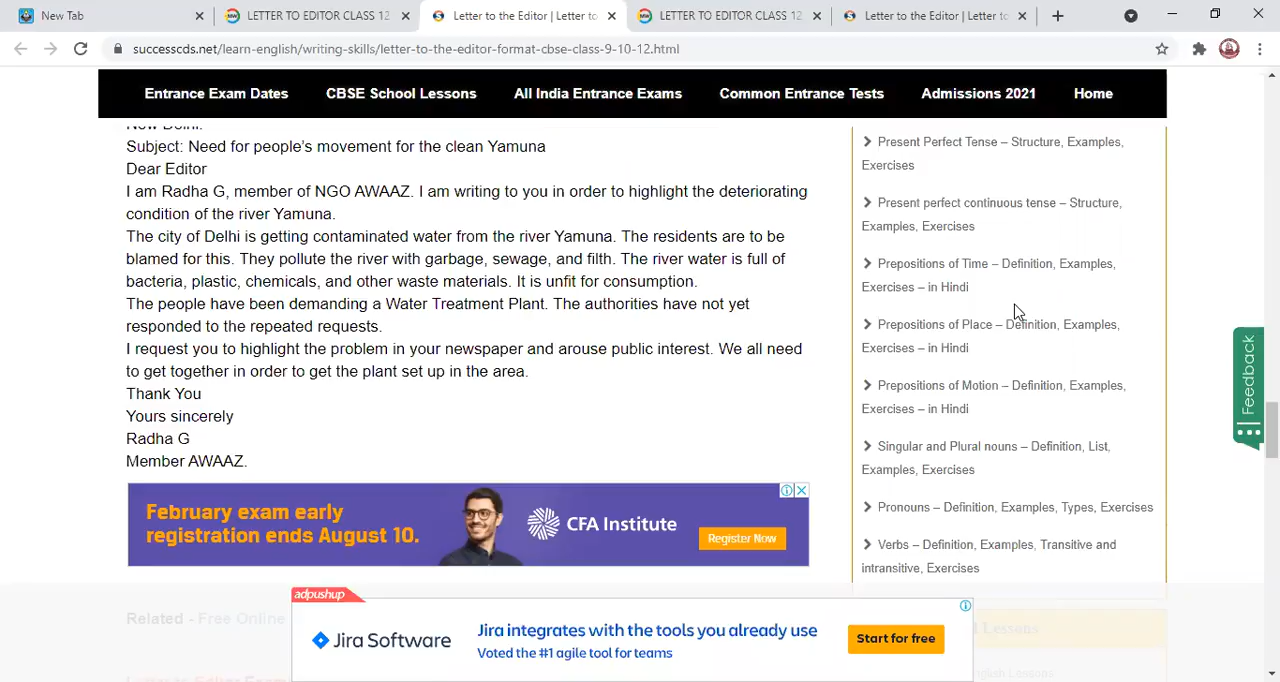 New Tab
LETTER TO EDITOR CLASS 12
Letter to the Editor | Letter to
LETTER TO EDITOR CLASS 12
Letter to the Editor | Letter to
successcds.net/learn-english/writing-skills/letter-to-the-editor-format-cbse-class-9-10-12.html
Entrance Exam Dates CBSE School Lessons All India Entrance Exams Common Entrance Tests Admissions 2021 Home
New Delhi.
Subject: Need for people's movement for the clean Yamuna
Dear Editor
I am Radha G, member of NGO AWAAZ. I am writing to you in order to highlight the deteriorating
condition of the river Yamuna.
The city of Delhi is getting contaminated water from the river Yamuna. The residents are to be
blamed for this. They pollute the river with garbage, sewage, and filth. The river water is full of
bacteria, plastic, chemicals, and other waste materials. It is unfit for consumption.
The people have been demanding a Water Treatment Plant. The authorities have not yet
responded to the repeated requests.
I request you to highlight the problem in your newspaper and arouse public interest. We all need
to get together in order to get the plant set up in the area.
Thank You
Yours sincerely
Radha G
Member AWAAZ.
February exam early
registration ends August 10.
CFA Institute
Register Now
Related - Free Online
Present Perfect Tense – Structure, Examples,
Exercises
Present perfect continuous tense – Structure,
Examples, Exercises
Prepositions of Time – Definition, Examples,
Exercises – in Hindi
Prepositions of Place – Definition, Examples,
Exercises – in Hindi
Prepositions of Motion – Definition, Examples,
Exercises – in Hindi
Singular and Plural nouns – Definition, List,
Examples, Exercises
Pronouns – Definition, Examples, Types, Exercises
Verbs – Definition, Examples, Transitive and
intransitive, Exercises
Lessons
Lessons
Feedback
adpushup
Jira Software
Jira integrates with the tools you already use
Voted the #1 agile tool for teams
Start for free